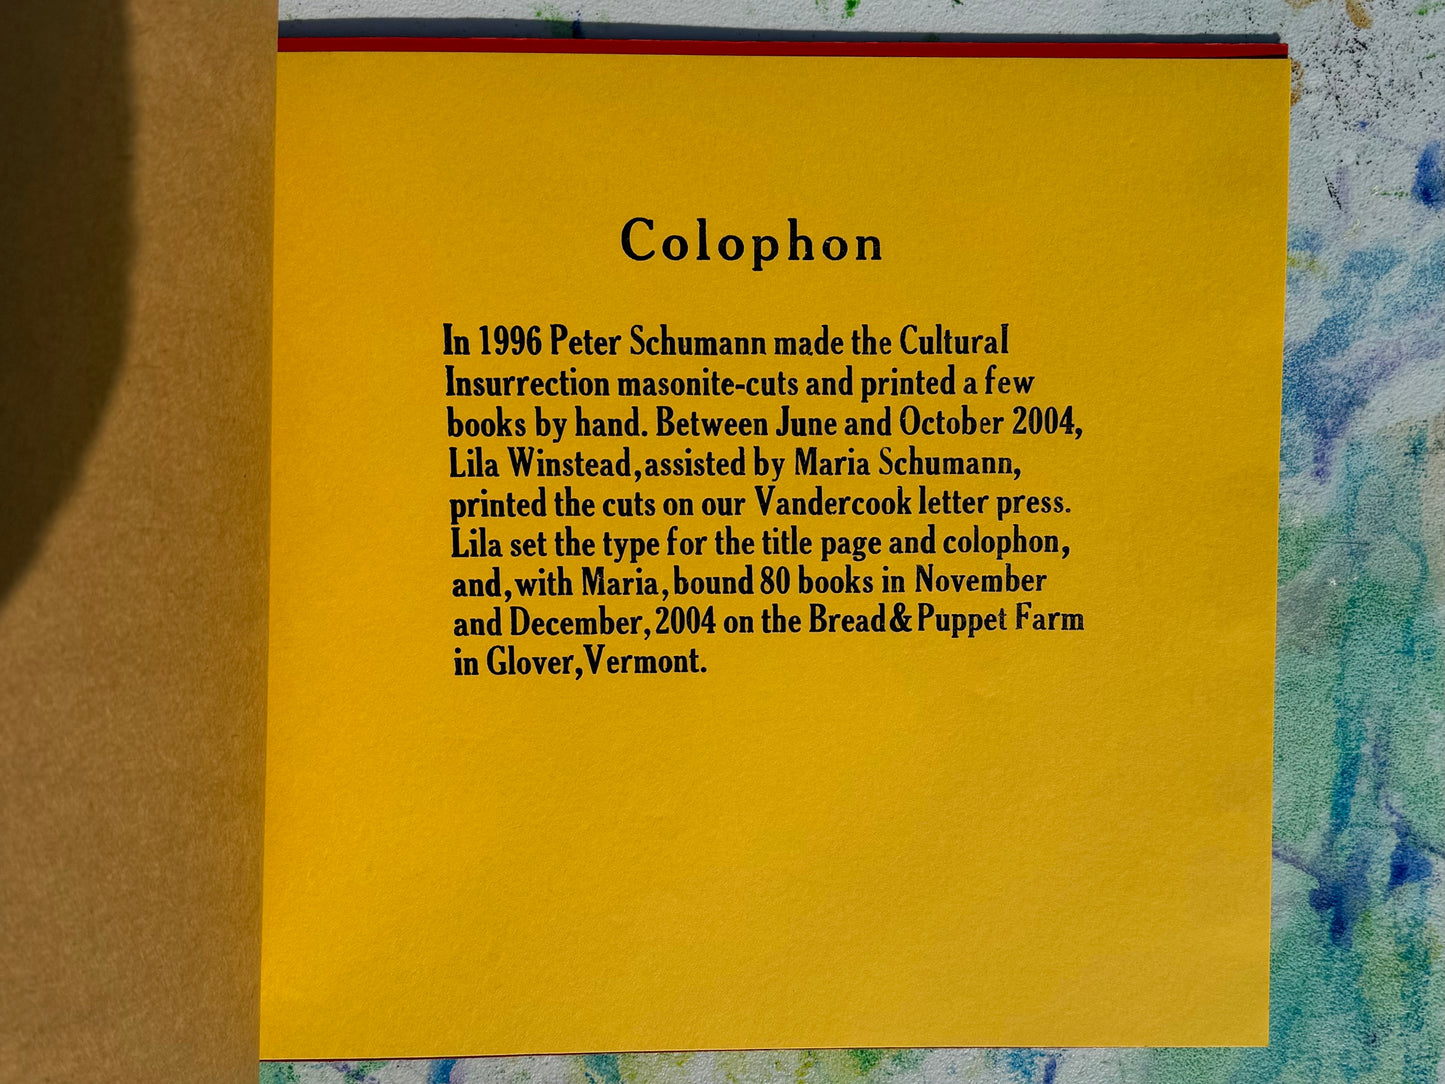 Colophon
In 1996 Peter Schumann made the Cultural
Insurrection masonite-cuts and printed a few
books by hand. Between June and October 2004,
Lila Winstead, assisted by Maria Schumann,
printed the cuts on our Vandercook letter press.
Lila set the type for the title page and colophon,
and, with Maria, bound 80 books in November
and December, 2004 on the Bread & Puppet Farm
in Glover, Vermont.